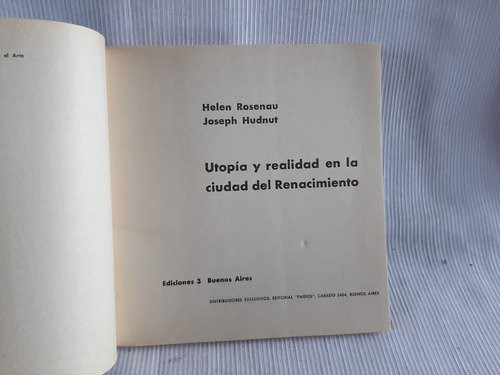 el Arte
Helen Rosenau
Joseph Hudnut
Utopía y realidad en la
ciudad del Renacimiento
Ediciones 3 Buenos Aires
DISTRIBUIDORES EXCLUSIVOS, EDITORIAL "PAIDOS", CABILDO 2454, BUENOS AIRES